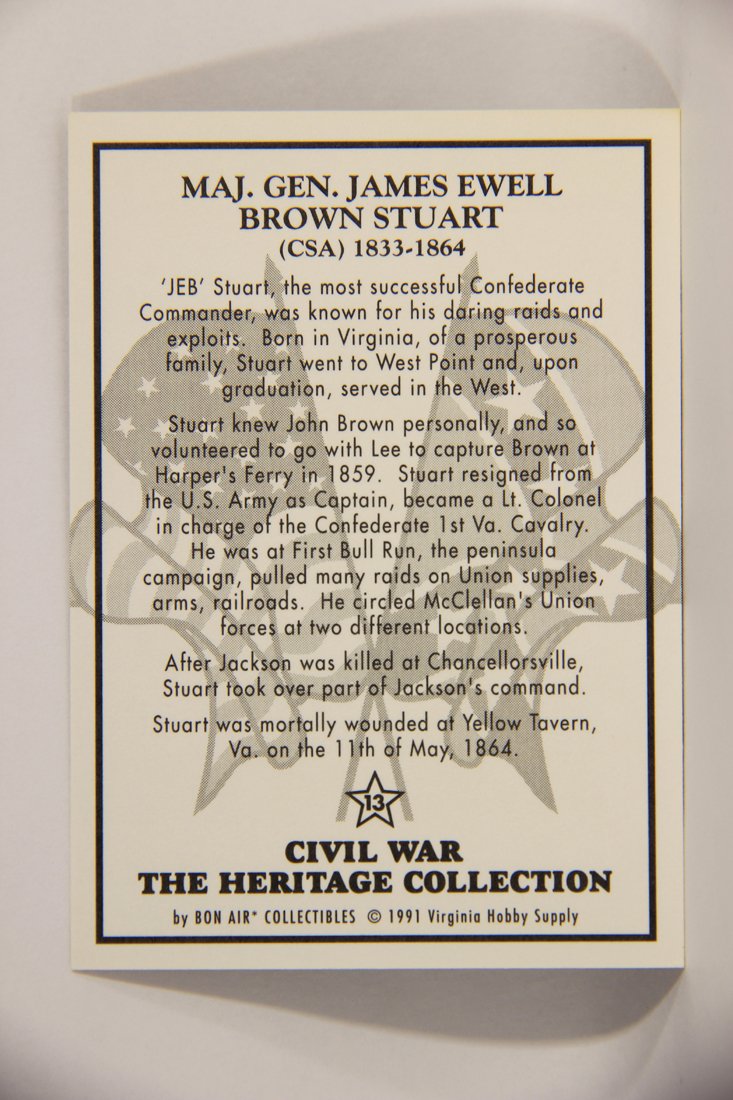 MAJ. GEN. JAMES EWELL
BROWN STUART
(CSA) 1833-1864
'JEB' Stuart, the most successful Confederate
Commander, was known for his daring raids and
exploits. Born in Virginia, of a prosperous
family, Stuart went to West Point and, upon
graduation, served in the West.
Stuart knew John Brown personally, and so
volunteered to go with Lee to capture Brown at
Harper's Ferry in 1859. Stuart resigned from
the U.S. Army as Captain, became a Lt. Colonel
in charge of the Confederate 1st Va. Cavalry.
He was at First Bull Run, the peninsula
campaign, pulled many raids on Union supplies,
arms, railroads. He circled McClellan's Union
forces at two different locations.
After Jackson was killed at Chancellorsville,
Stuart took over part of Jackson's command.
Stuart was mortally wounded at Yellow Tavern,
Va. on the 11th of May, 1864.
13
CIVIL WAR
THE HERITAGE COLLECTION
by BON AIR* COLLECTIBLES © 1991 Virginia Hobby Supply